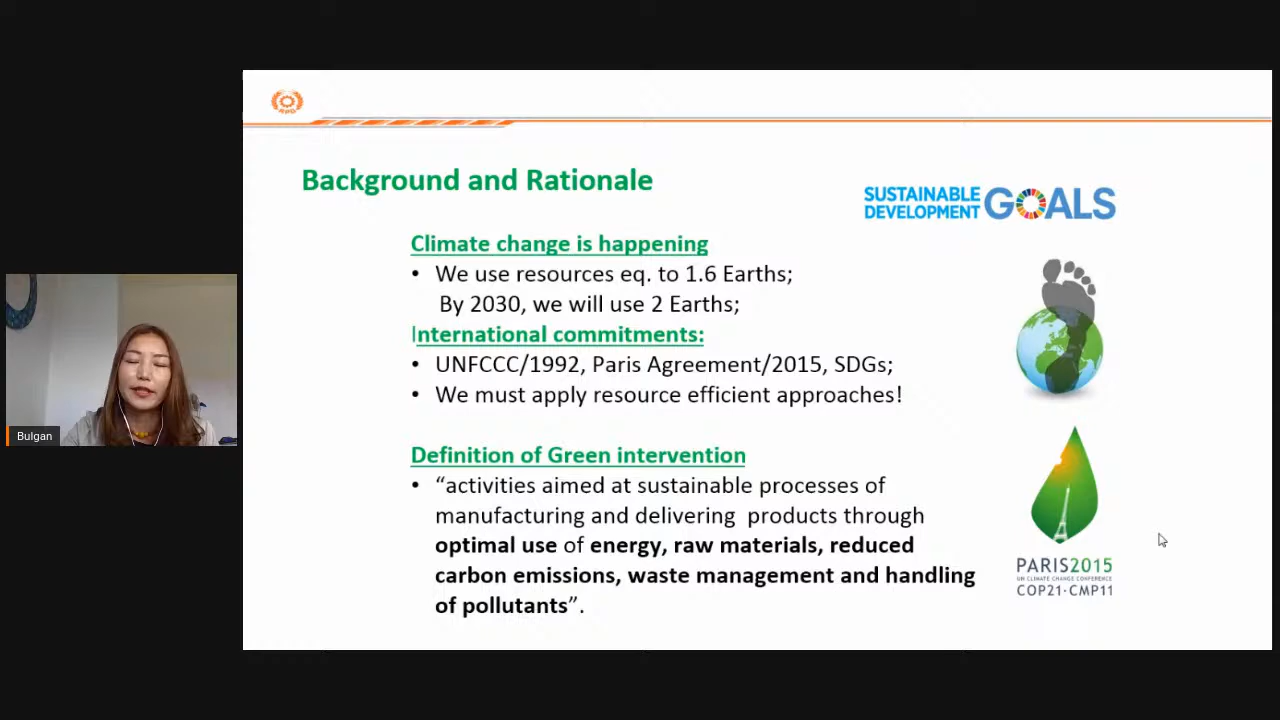 Background and Rationale
SUSTAINABLE
DEVELOPMENT GOALS
Climate change is happening
• We use resources eq. to 1.6 Earths;
By 2030, we will use 2 Earths;
International commitments:
• UNFCCC/1992, Paris Agreement/2015, SDGs;
• We must apply resource efficient approaches!
Bulgan
Definition of Green intervention
• “activities aimed at sustainable processes of
manufacturing and delivering products through
optimal use of energy, raw materials, reduced
carbon emissions, waste management and handling
of pollutants”.
PARIS2015
UN CLIMATE CHANGE CONFERENCE
COP21·CMP11